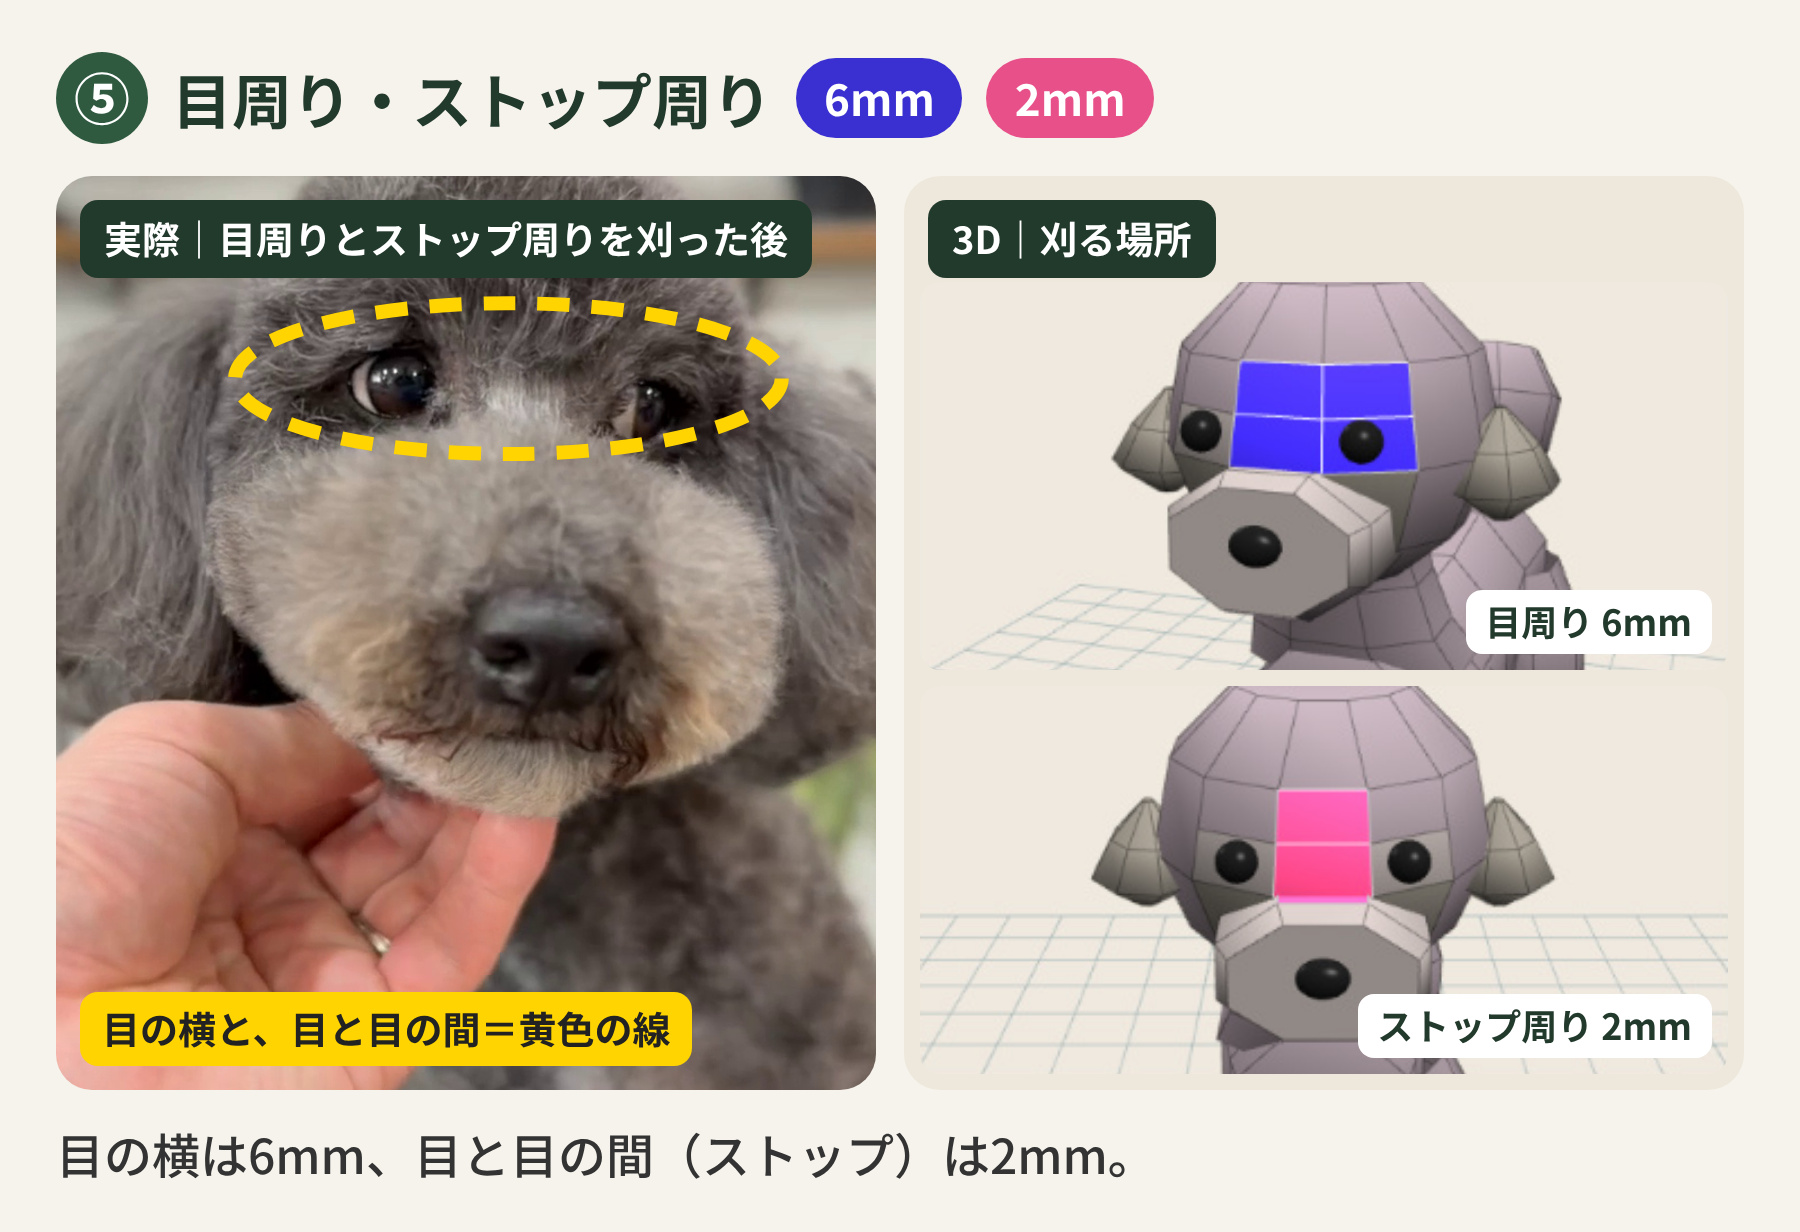 ⑤ 目周り・ストップ周り 6mm 2mm
実際｜目周りとストップ周りを刈った後
目の横と、目と目の間＝黄色の線
3D｜刈る場所
目周り 6mm
ストップ周り 2mm
目の横は6mm、目と目の間（ストップ）は2mm。